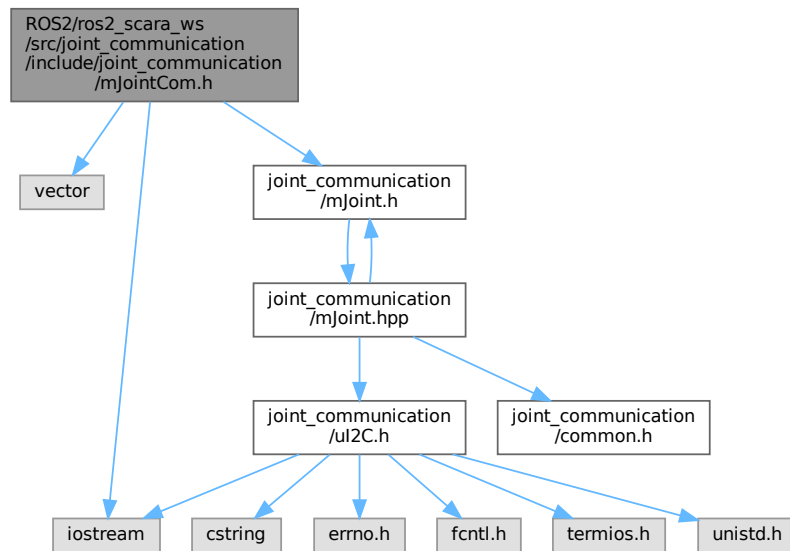 ROS2/ros2_scara_ws
/src/joint_communication
/include/joint_communication
/mJointCom.h
vector
joint_communication
/mJoint.h
joint_communication
/mJoint.hpp
joint_communication
/uI2C.h
joint_communication
/common.h
iostream
cstring
errno.h
fcntl.h
termios.h
unistd.h